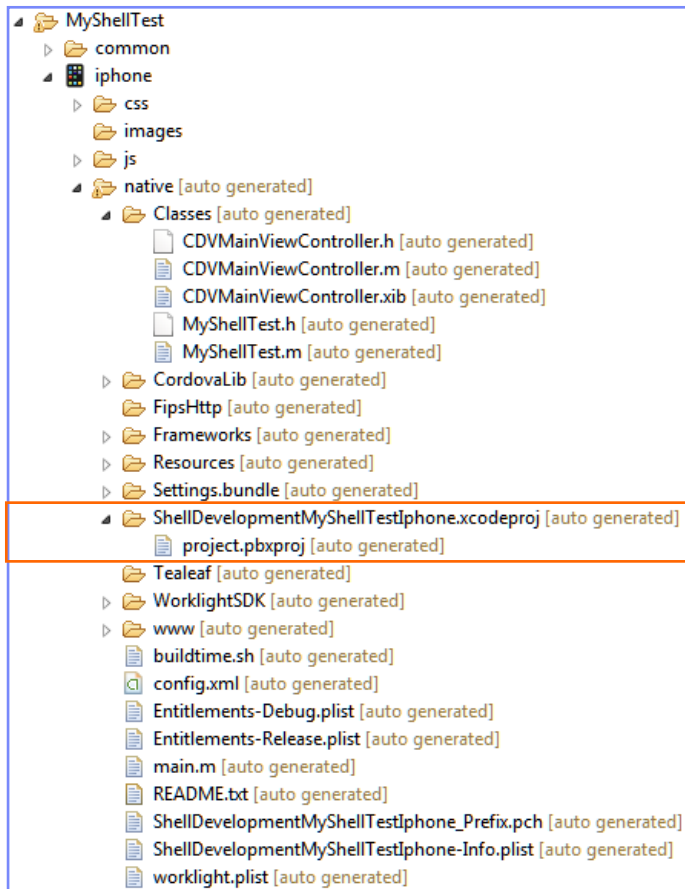 MyShellTest
common
iphone
css
images
js
native [auto generated]
Classes [auto generated]
CDVMainViewController.h [auto generated]
CDVMainViewController.m [auto generated]
CDVMainViewController.xib [auto generated]
MyShellTest.h [auto generated]
MyShellTest.m [auto generated]
CordovaLib [auto generated]
FipsHttp [auto generated]
Frameworks [auto generated]
Resources [auto generated]
Settings.bundle [auto generated]
ShellDevelopmentMyShellTestIphone.xcodeproj [auto generated]
project.pbxproj [auto generated]
Tealeaf [auto generated]
WorklightSDK [auto generated]
www [auto generated]
buildtime.sh [auto generated]
config.xml [auto generated]
Entitlements-Debug.plist [auto generated]
Entitlements-Release.plist [auto generated]
main.m [auto generated]
README.txt [auto generated]
ShellDevelopmentMyShellTestIphone_Prefix.pch [auto generated]
ShellDevelopmentMyShellTestIphone-Info.plist [auto generated]
worklight.plist [auto generated]